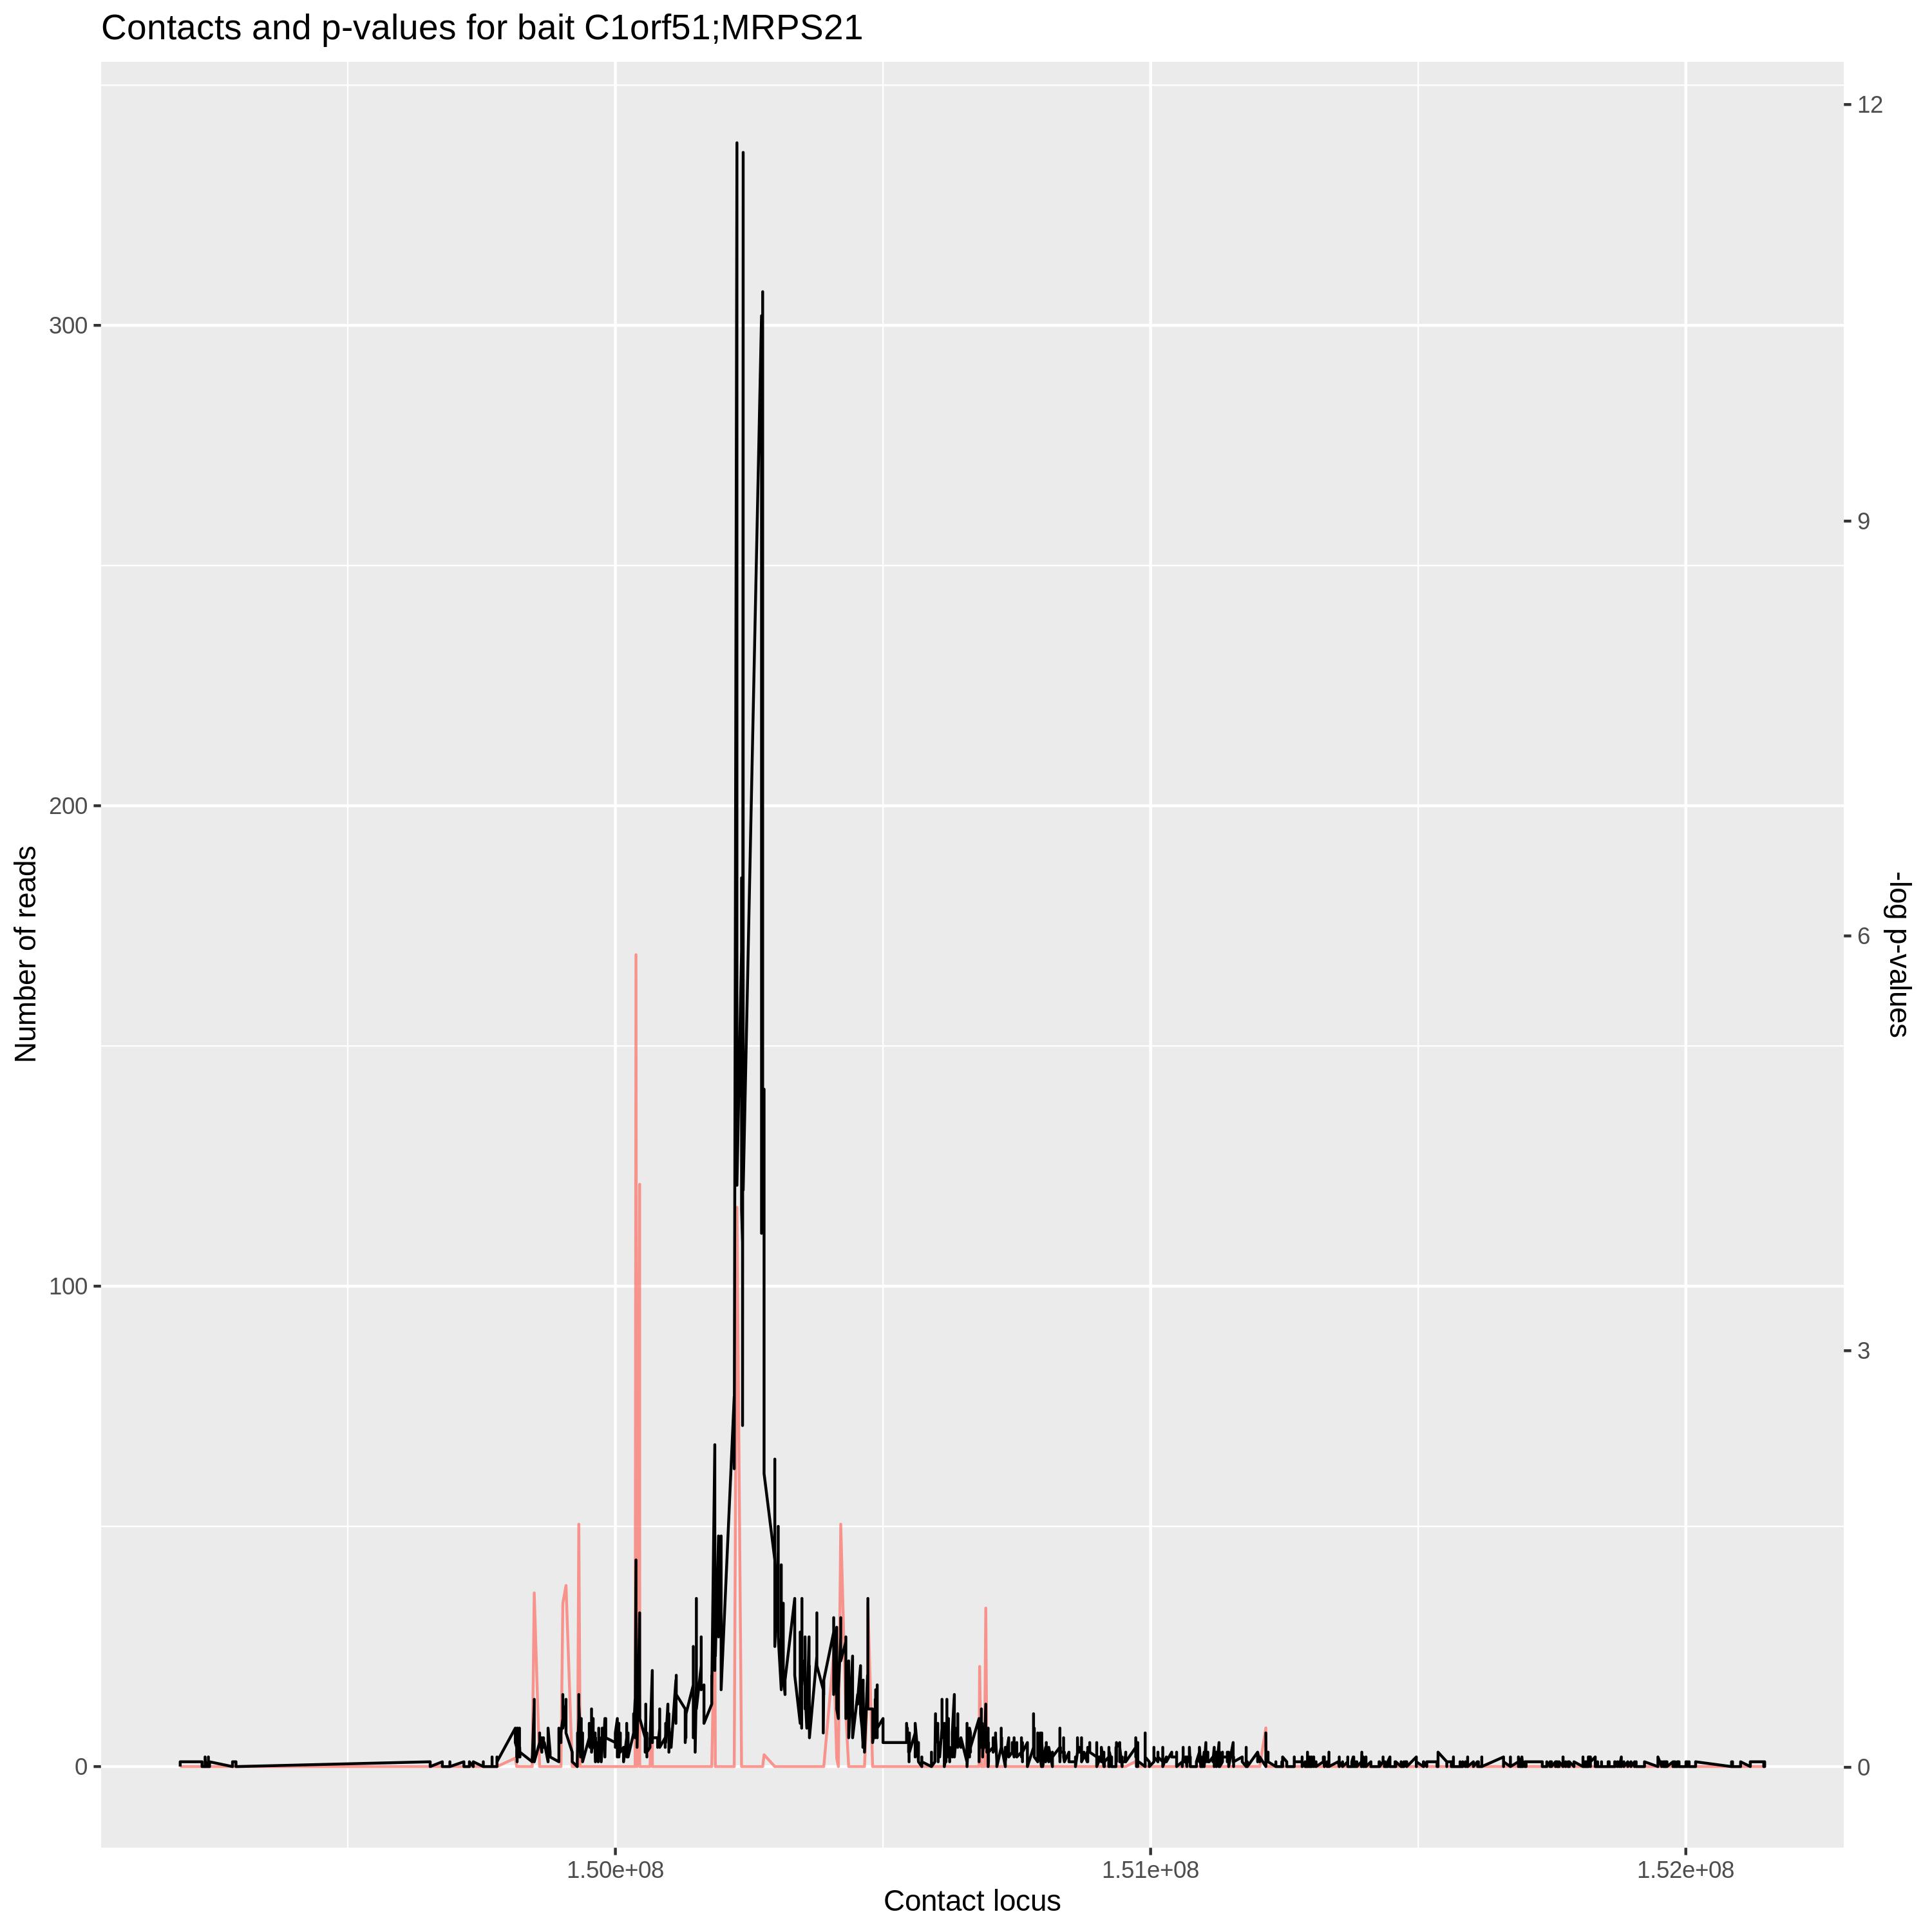 Contacts and p-values for bait C1orf51;MRPS21
12
300
9
200
6
Number of reads
-log p-values
100
3
0
0
1.50e+08
1.51e+08
1.52e+08
Contact locus